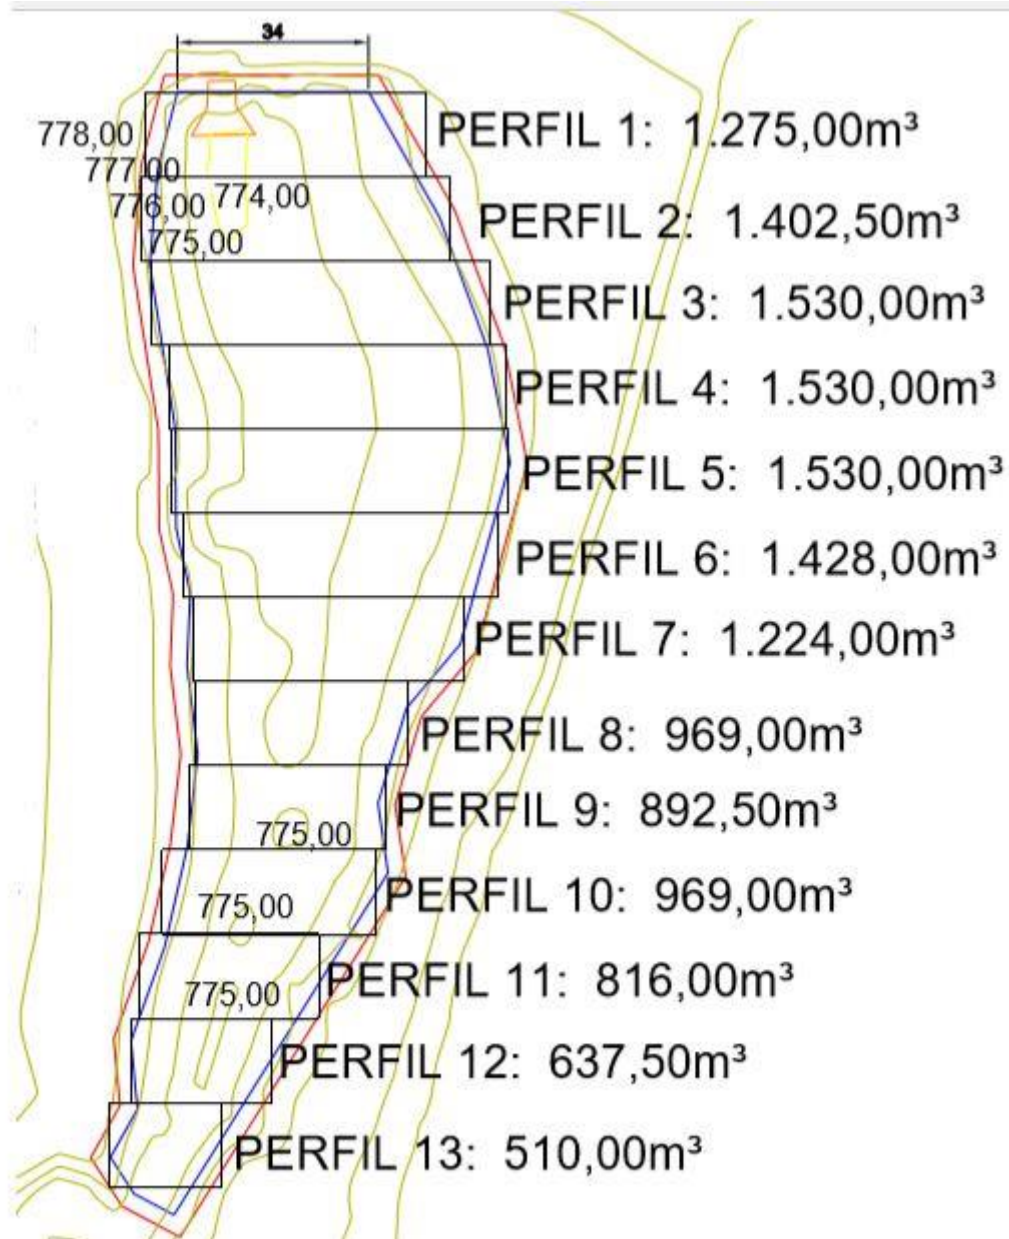 34
PERFIL 1: 1.275,00m³
778,00
777,00
776,00
774,00
775,00
PERFIL 2: 1.402,50m³
PERFIL 3: 1.530,00m³
PERFIL 4: 1.530,00m³
PERFIL 5: 1.530,00m³
PERFIL 6: 1.428,00m³
PERFIL 7: 1.224,00m³
PERFIL 8: 969,00m³
PERFIL 9: 892,50m³
775,00
PERFIL 10: 969,00m³
775,00
PERFIL 11: 816,00m³
775,00
PERFIL 12: 637,50m³
PERFIL 13: 510,00m³